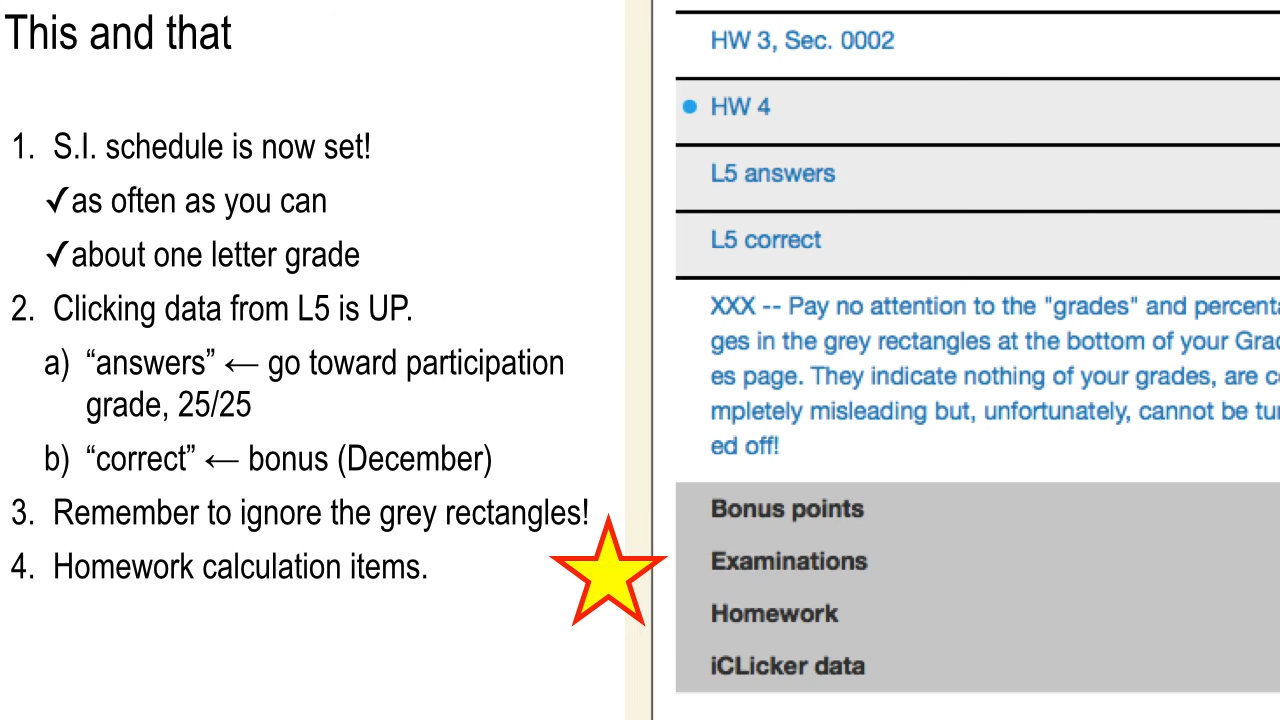 This and that
1. S.I. schedule is now set!
✓as often as you can
✓about one letter grade
2. Clicking data from L5 is UP.
a) “answers” ← go toward participation
grade, 25/25
b) “correct” ← bonus (December)
3. Remember to ignore the grey rectangles!
4. Homework calculation items.
HW 3, Sec. 0002
HW 4
L5 answers
L5 correct
XXX -- Pay no attention to the "grades" and percenta
ges in the grey rectangles at the bottom of your Grad
es page. They indicate nothing of your grades, are co
mpletely misleading but, unfortunately, cannot be tur
ed off!
Bonus points
Examinations
Homework
iCLicker data